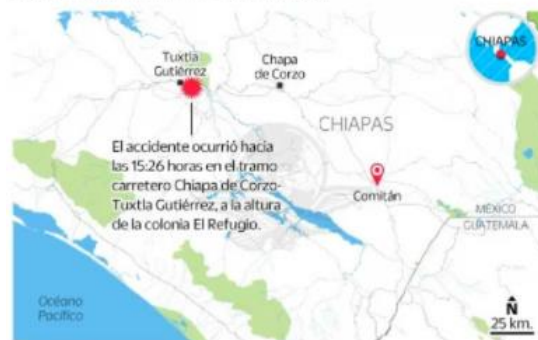 CHIAPAS
Tuxtla
Gutiérrez
Chapa
de Corzo
CHIAPAS
El accidente ocurrió hacia
las 15:26 horas en el tramo
carretero Chiapa de Corzo-
Tuxtla Gutiérrez, a la altura
de la colonia El Refugio.
Comitán
MÉXICO
GUATEMALA
Océano
Pacífico
N
25 km.